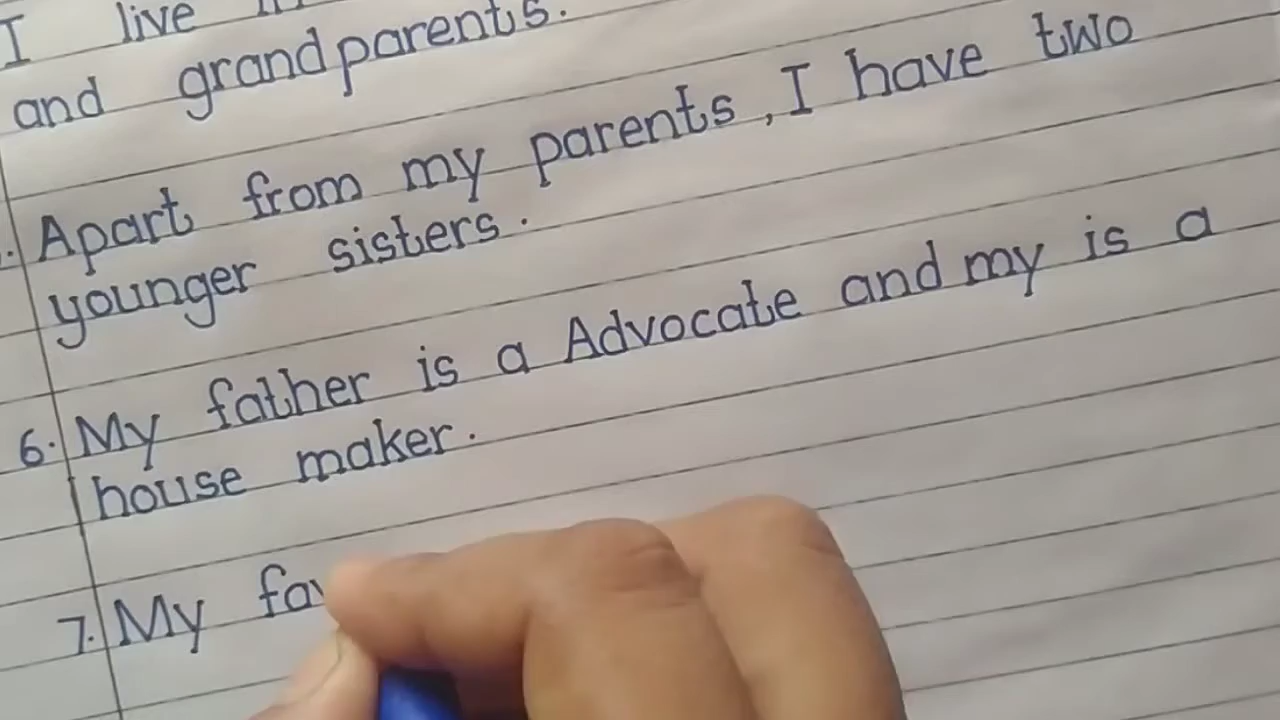 I live
and grandparents.
Apart from my parents, I have two
younger sisters.
6. My father is a Advocate and my is a
house maker.
7. My